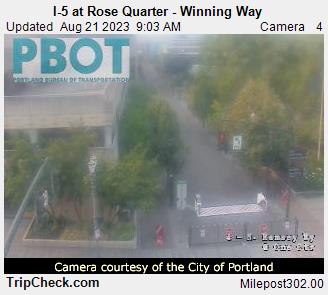 I-5 at Rose Quarter - Winning Way
Updated Aug 21 2023 9:03 AM Camera 4
PBOT
PORTLAND BUREAU OF TRANSPORTATION
Camera courtesy of the City of Portland
TripCheck.com Milepost302.00